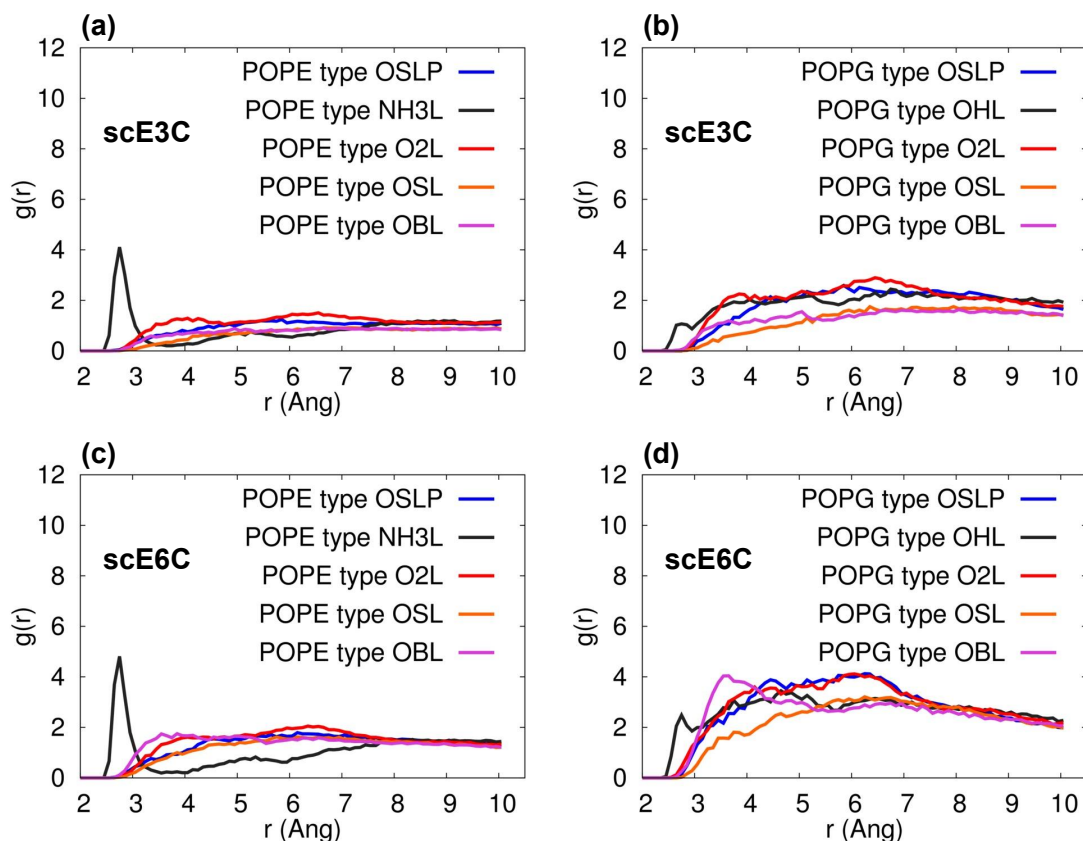 (a)
12
10
8
6
4
2
0
g(r)
scE3C
POPE type OSLP
POPE type NH3L
POPE type O2L
POPE type OSL
POPE type OBL
2 3 4 5 6 7 8 9 10
r (Ang)
(b)
12
10
8
6
4
2
0
g(r)
scE3C
POPG type OSLP
POPG type OHL
POPG type O2L
POPG type OSL
POPG type OBL
2 3 4 5 6 7 8 9 10
r (Ang)
(c)
12
10
8
6
4
2
0
g(r)
scE6C
POPE type OSLP
POPE type NH3L
POPE type O2L
POPE type OSL
POPE type OBL
2 3 4 5 6 7 8 9 10
r (Ang)
(d)
12
10
8
6
4
2
0
g(r)
scE6C
POPG type OSLP
POPG type OHL
POPG type O2L
POPG type OSL
POPG type OBL
2 3 4 5 6 7 8 9 10
r (Ang)